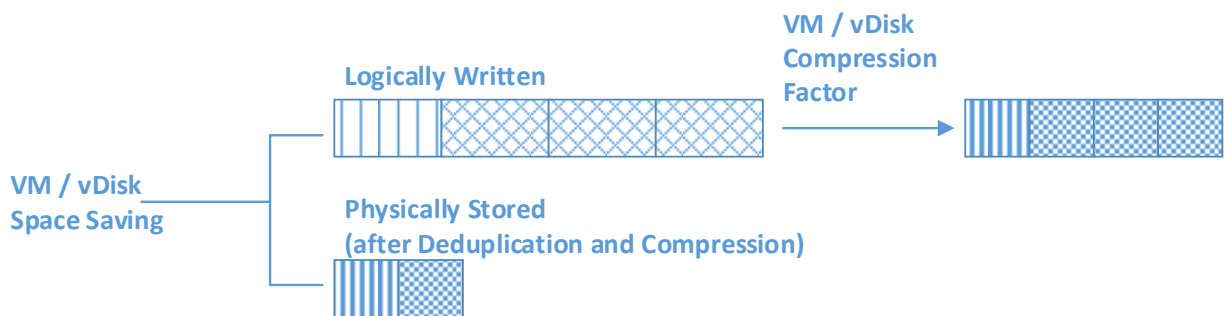 VM / vDisk
Space Saving
Logically Written
VM / vDisk
Compression
Factor
Physically Stored
(after Deduplication and Compression)